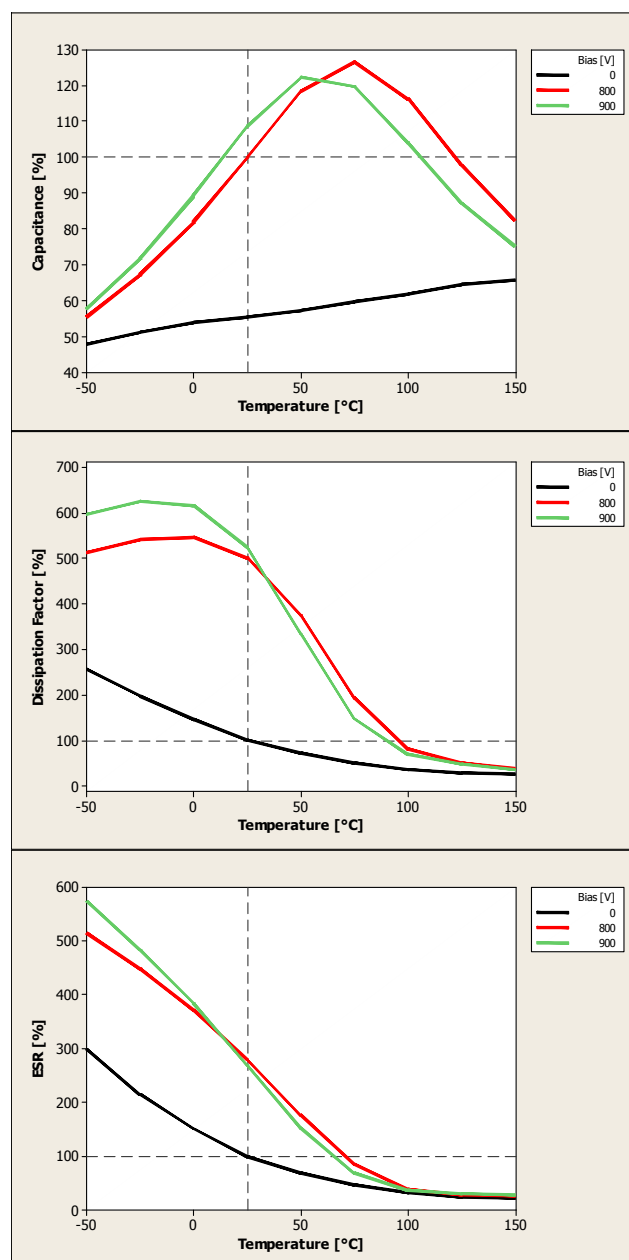 130
120
110
100
90
80
70
60
50
40
Capacitance [%]
-50 0 50 100 150
Temperature [°C]
Bias [V]
0
800
900
700
600
500
400
300
200
100
0
Dissipation Factor [%]
-50 0 50 100 150
Temperature [°C]
Bias [V]
0
800
900
600
500
400
300
200
100
0
ESR [%]
-50 0 50 100 150
Temperature [°C]
Bias [V]
0
800
900